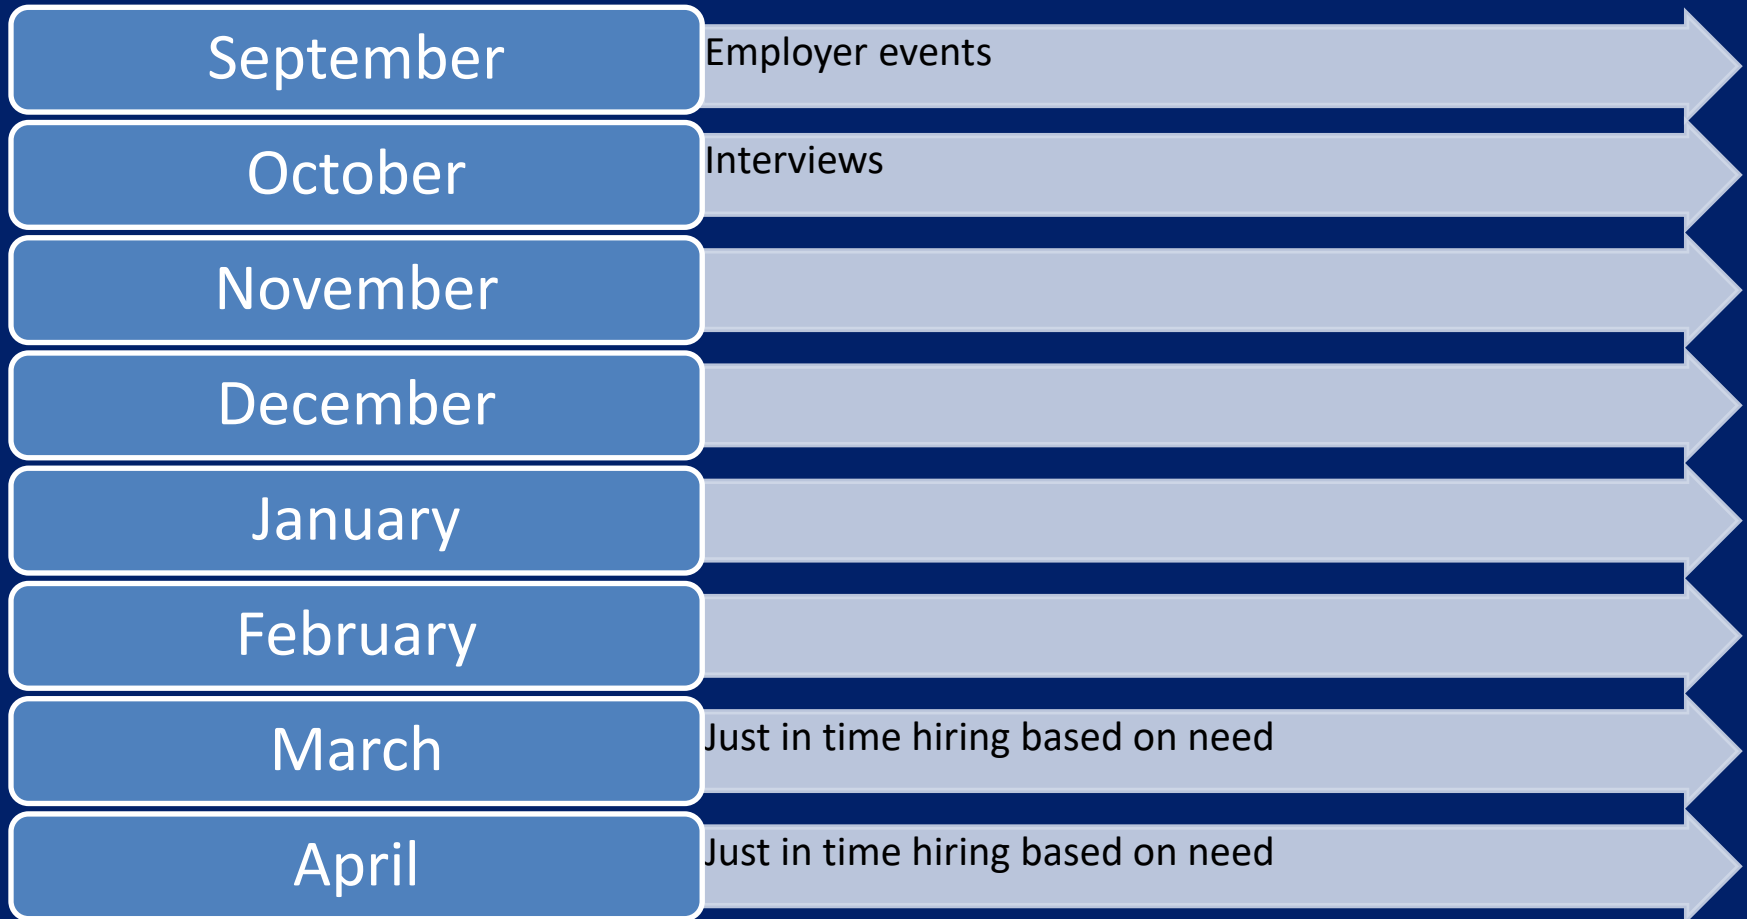 September
Employer events
October
Interviews
November
December
January
February
March
Just in time hiring based on need
April
Just in time hiring based on need